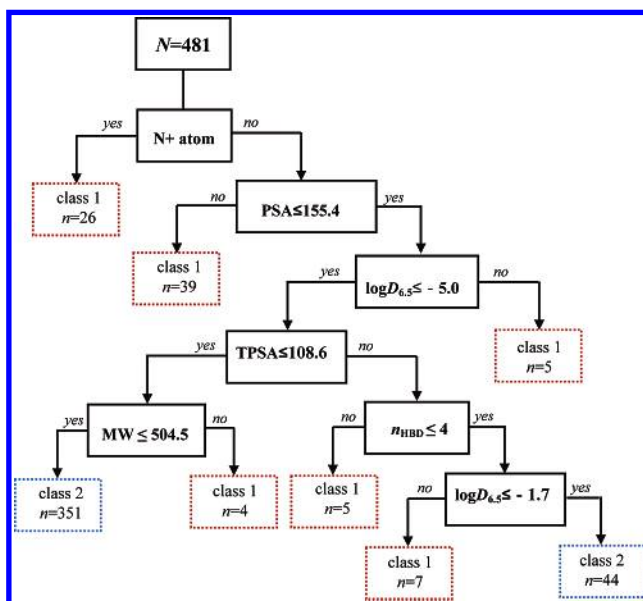 N=481
yes
no
N+ atom
class 1
n=26
no
yes
PSA≤155.4
class 1
n=39
yes
no
logD6.5≤ - 5.0
class 1
n=5
yes
no
TPSA≤108.6
yes
no
MW ≤ 504.5
no
yes
nHBD ≤ 4
class 2
n=351
class 1
n=4
class 1
n=5
no
yes
logD6.5≤ - 1.7
class 1
n=7
class 2
n=44